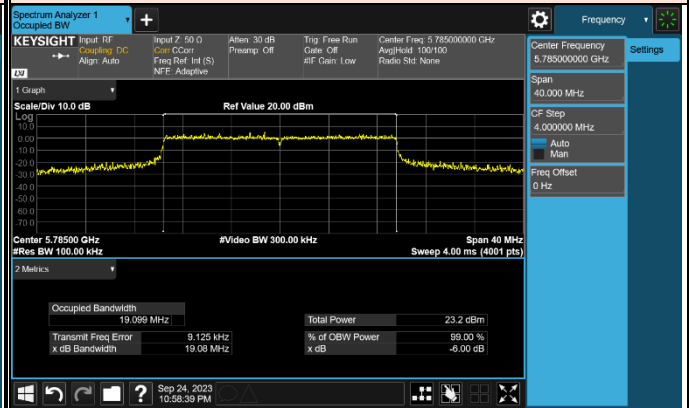 Spectrum Analyzer 1
Occupied BW
+
Frequency
KEYSIGHT
Input: RF
Coupling: DC
Align: Auto
Input Z: 50 Ω
Corr CCorr
Freq Ref: Int (S)
NFE: Adaptive
Atten: 30 dB
Preamp: Off
Trig: Free Run
Gate: Off
#IF Gain: Low
Center Freq: 5.785000000 GHz
Avg|Hold: 100/100
Radio Std: None
LXI
Center Frequency
5.785000000 GHz
Settings
Span
40.000 MHz
CF Step
4.000000 MHz
Auto
Man
Freq Offset
0 Hz
1 Graph
Scale/Div 10.0 dB
Ref Value 20.00 dBm
Log
10.0
0.00
-10.0
-20.0
-30.0
-40.0
-50.0
-60.0
-70.0
Center 5.78500 GHz
#Video BW 300.00 kHz
Span 40 MHz
#Res BW 100.00 kHz
Sweep 4.00 ms (4001 pts)
2 Metrics
Occupied Bandwidth
19.099 MHz
Total Power 23.2 dBm
Transmit Freq Error 9.125 kHz
% of OBW Power 99.00 %
x dB Bandwidth 19.08 MHz
x dB -6.00 dB
?
Sep 24, 2023
10:58:39 PM